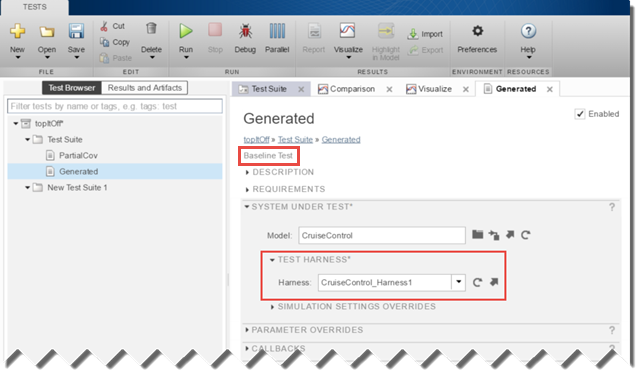 TESTS
New
Open
Save
Cut
Copy
Paste
Delete
Run
Stop
Debug
Parallel
Report
Visualize
Highlight
in Model
Import
Export
Preferences
Help
FILE
EDIT
RUN
RESULTS
ENVIRONMENT
RESOURCES
Test Browser
Results and Artifacts
Test Suite
Comparison
Visualize
Generated
Filter tests by name or tags, e.g. tags: test
topItOff*
Test Suite
PartialCov
Generated
New Test Suite 1
Generated
Enabled
topItOff » Test Suite » Generated
Baseline Test
DESCRIPTION
REQUIREMENTS
SYSTEM UNDER TEST*
?
Model: CruiseControl
TEST HARNESS*
Harness: CruiseControl_Harness1
SIMULATION SETTINGS OVERRIDES
PARAMETER OVERRIDES
?
CALLBACKS
?